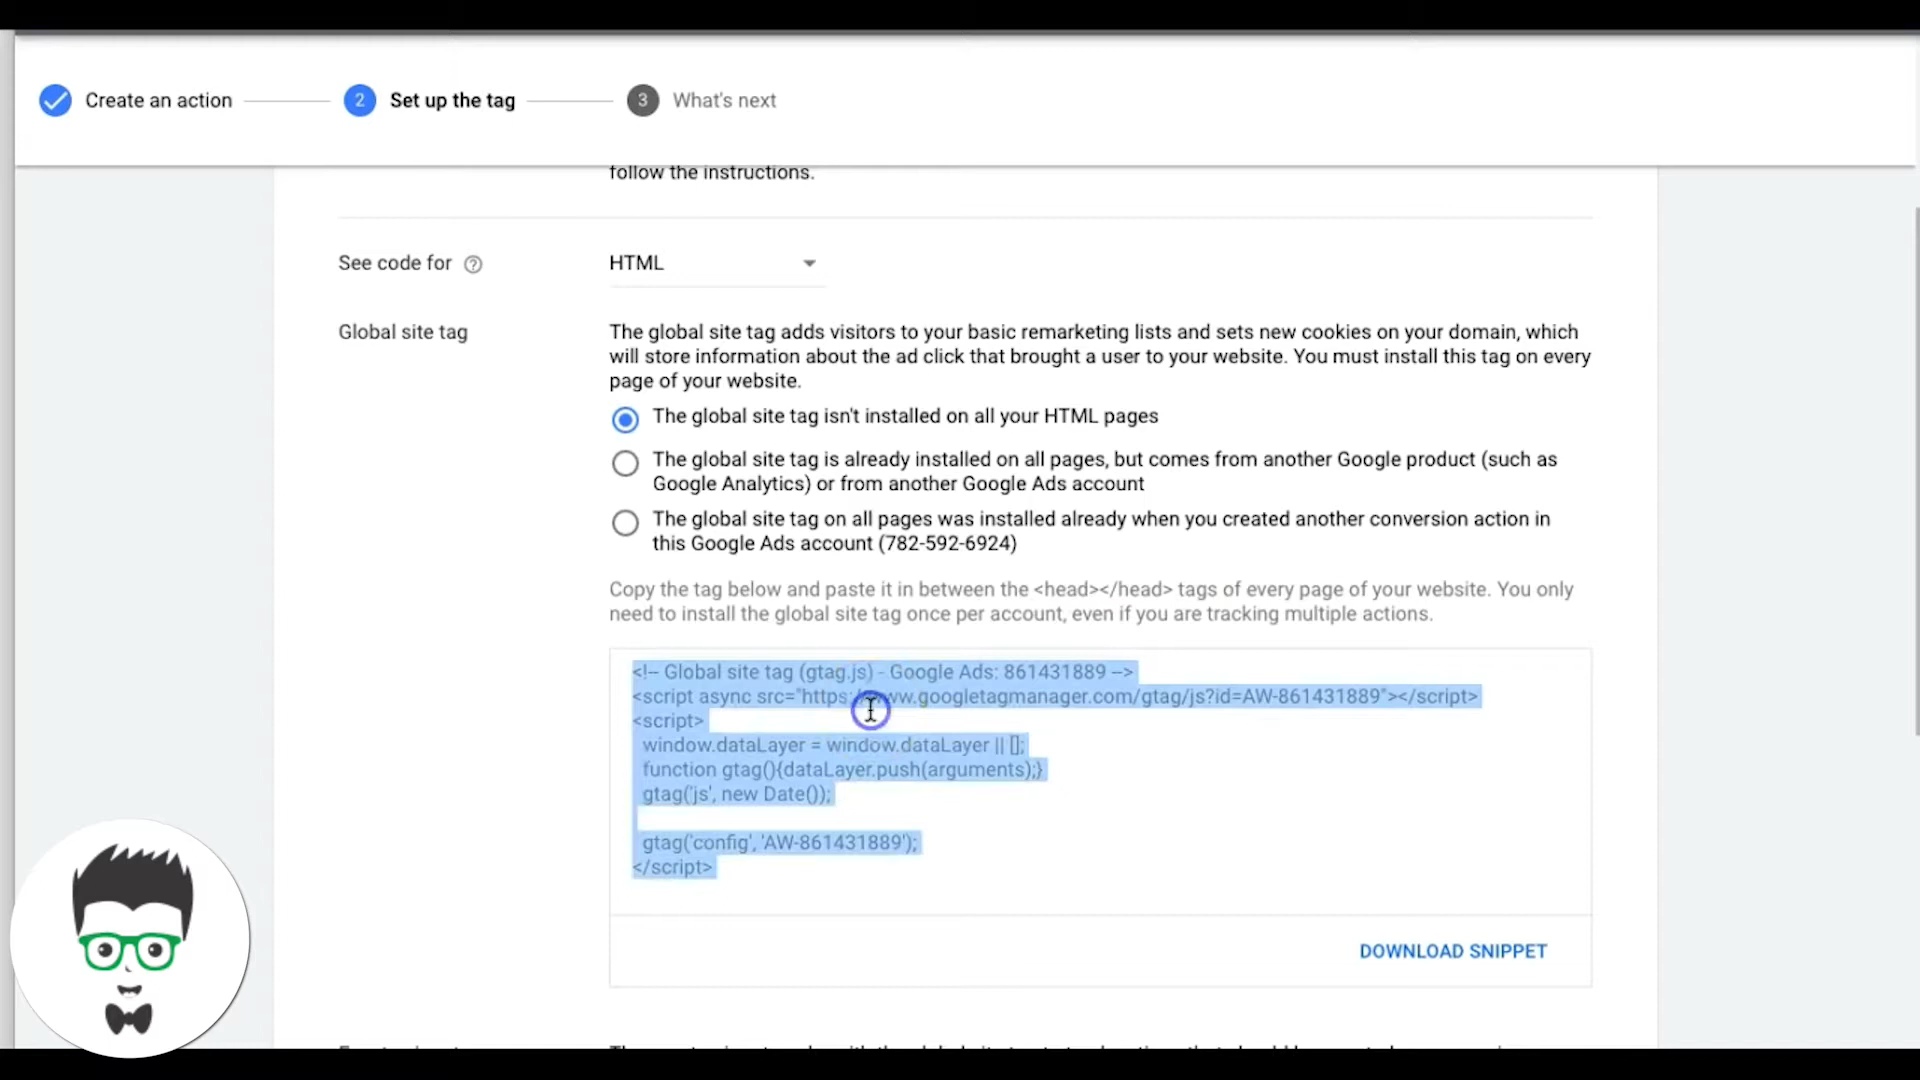 Create an action
2
Set up the tag
3
What's next
follow the instructions.
See code for ?
HTML
Global site tag
The global site tag adds visitors to your basic remarketing lists and sets new cookies on your domain, which
will store information about the ad click that brought a user to your website. You must install this tag on every
page of your website.
The global site tag isn't installed on all your HTML pages
The global site tag is already installed on all pages, but comes from another Google product (such as
Google Analytics) or from another Google Ads account
The global site tag on all pages was installed already when you created another conversion action in
this Google Ads account (782-592-6924)
Copy the tag below and paste it in between the <head></head> tags of every page of your website. You only
need to install the global site tag once per account, even if you are tracking multiple actions.
<!-- Global site tag (gtag.js) - Google Ads: 861431889 -->
<script async src="https://www.googletagmanager.com/gtag/js?id=AW-861431889"></script>
<script>
window.dataLayer = window.dataLayer || [];
function gtag(){dataLayer.push(arguments);}
gtag('js', new Date());
gtag('config', 'AW-861431889');
</script>
DOWNLOAD SNIPPET